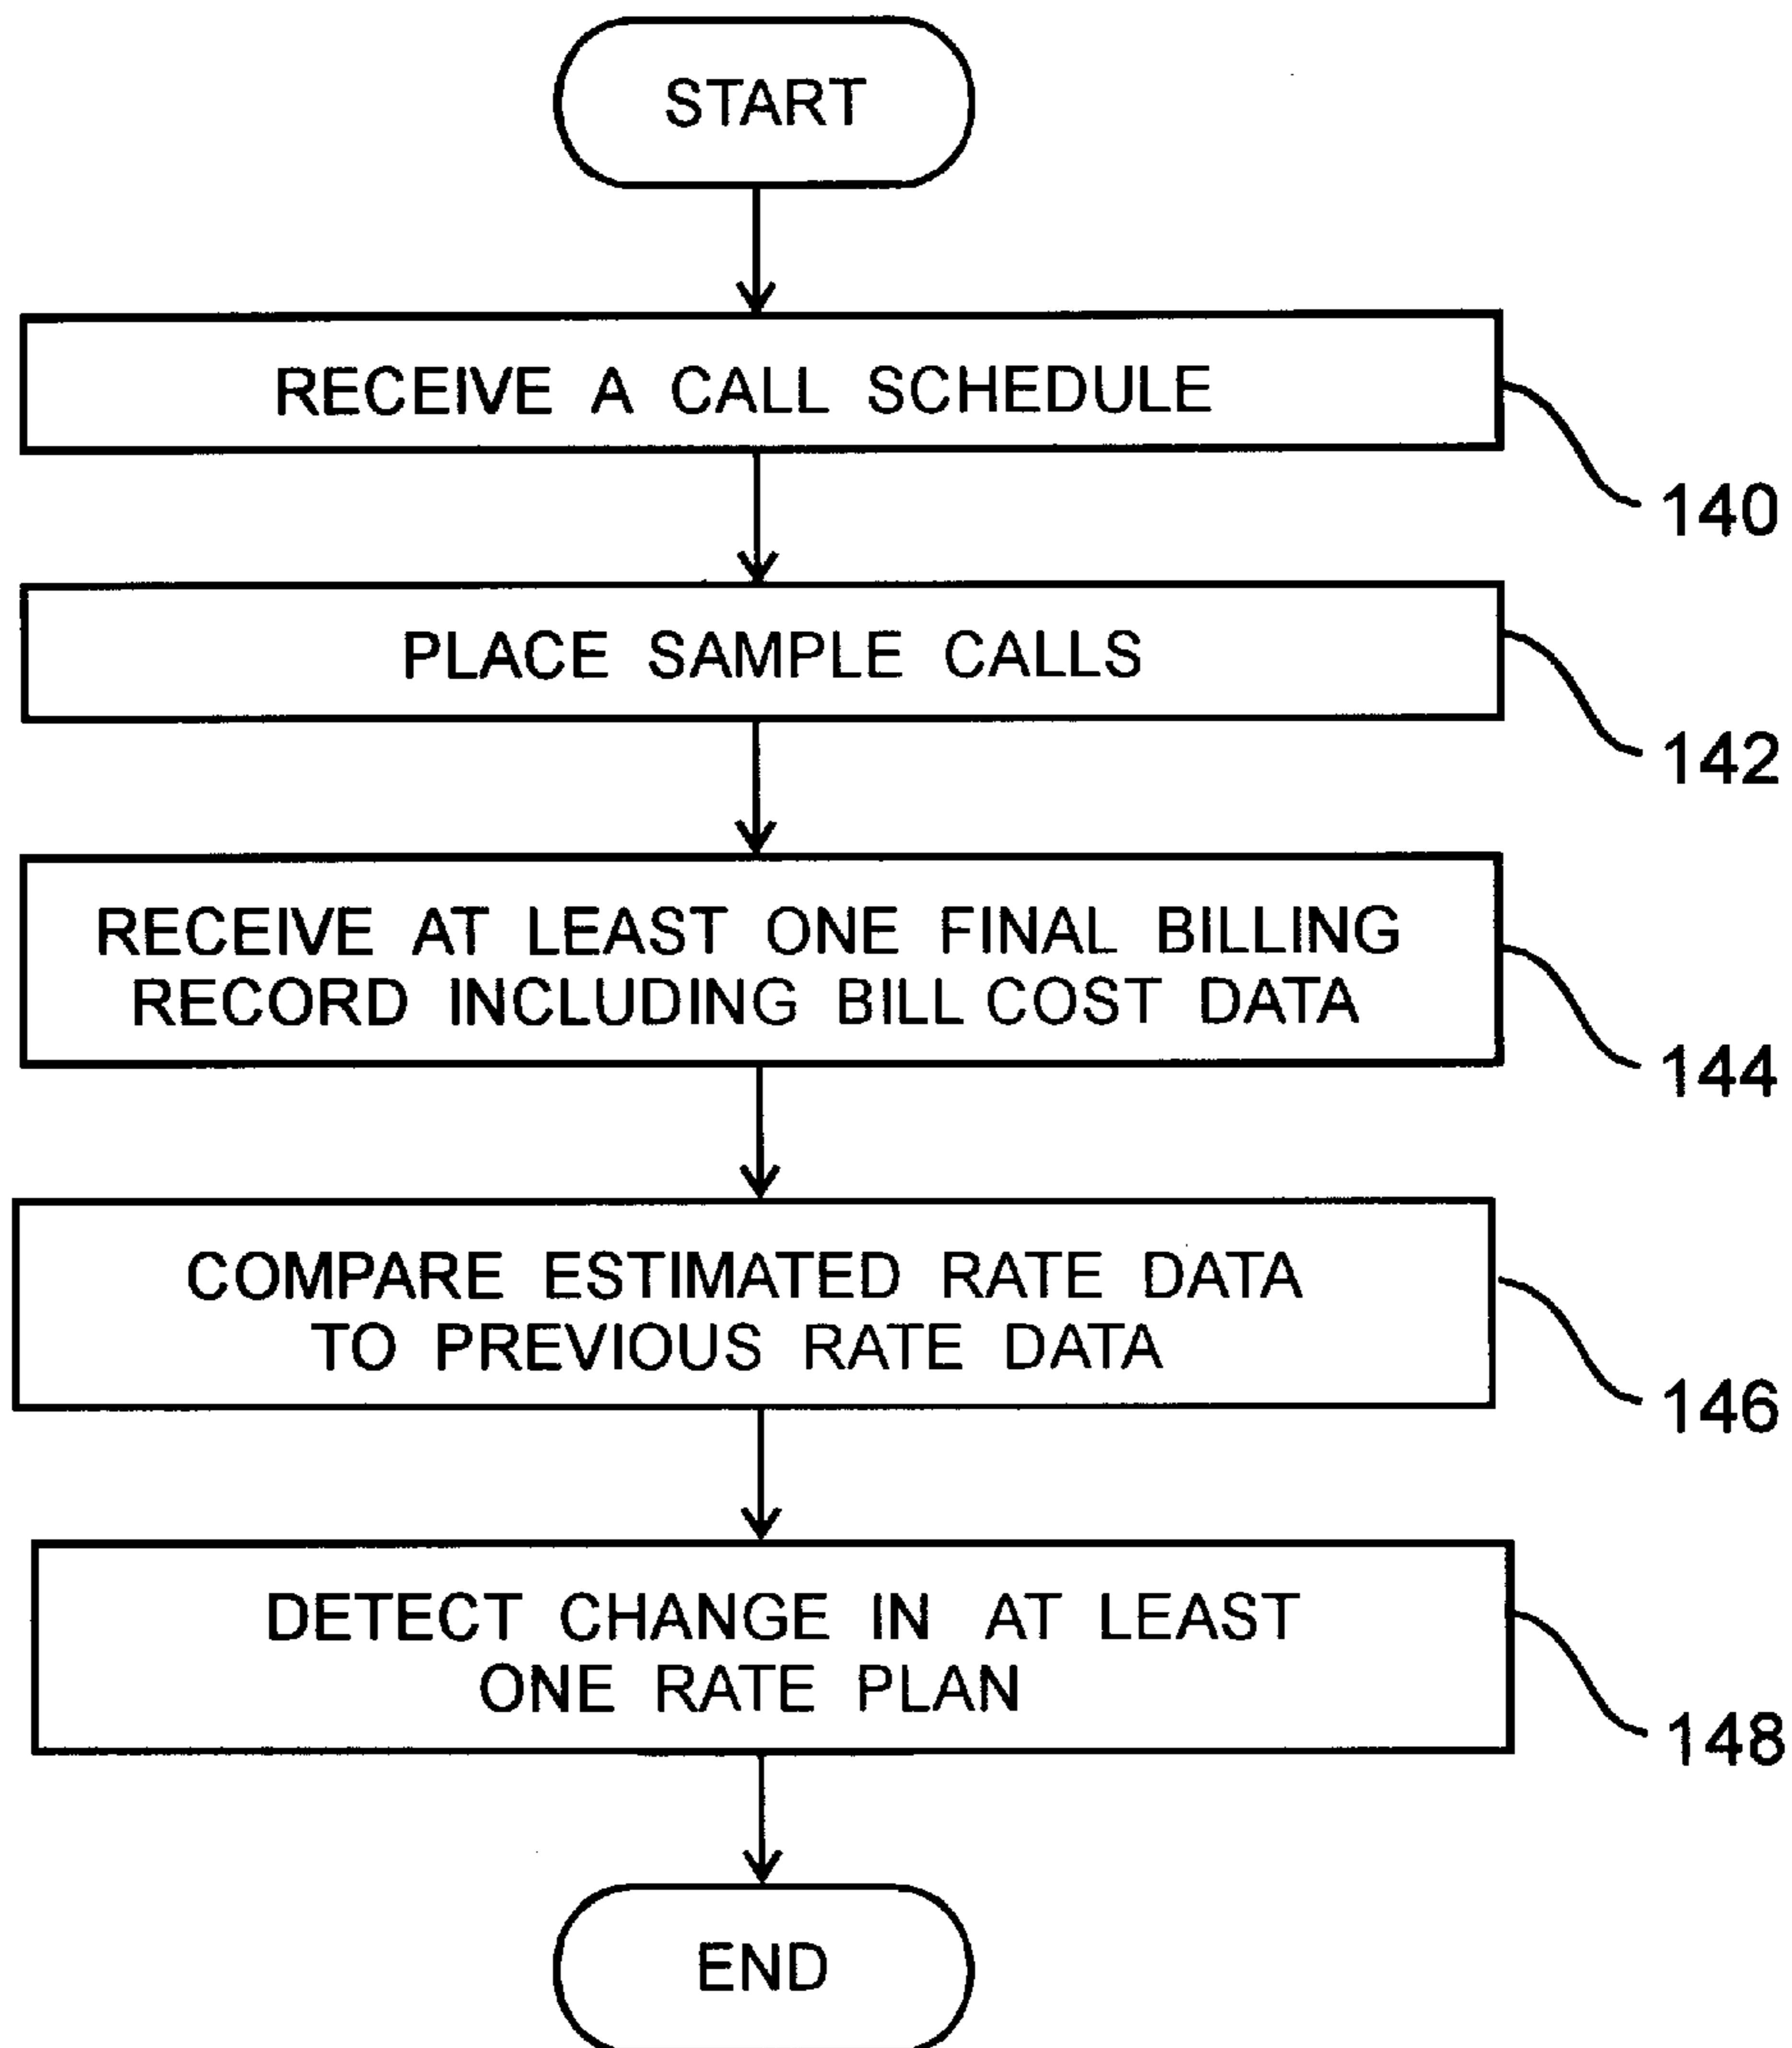 START
RECEIVE A CALL SCHEDULE
140
PLACE SAMPLE CALLS
142
RECEIVE AT LEAST ONE FINAL BILLING
RECORD INCLUDING BILL COST DATA
144
COMPARE ESTIMATED RATE DATA
TO PREVIOUS RATE DATA
146
DETECT CHANGE IN AT LEAST
ONE RATE PLAN
148
END